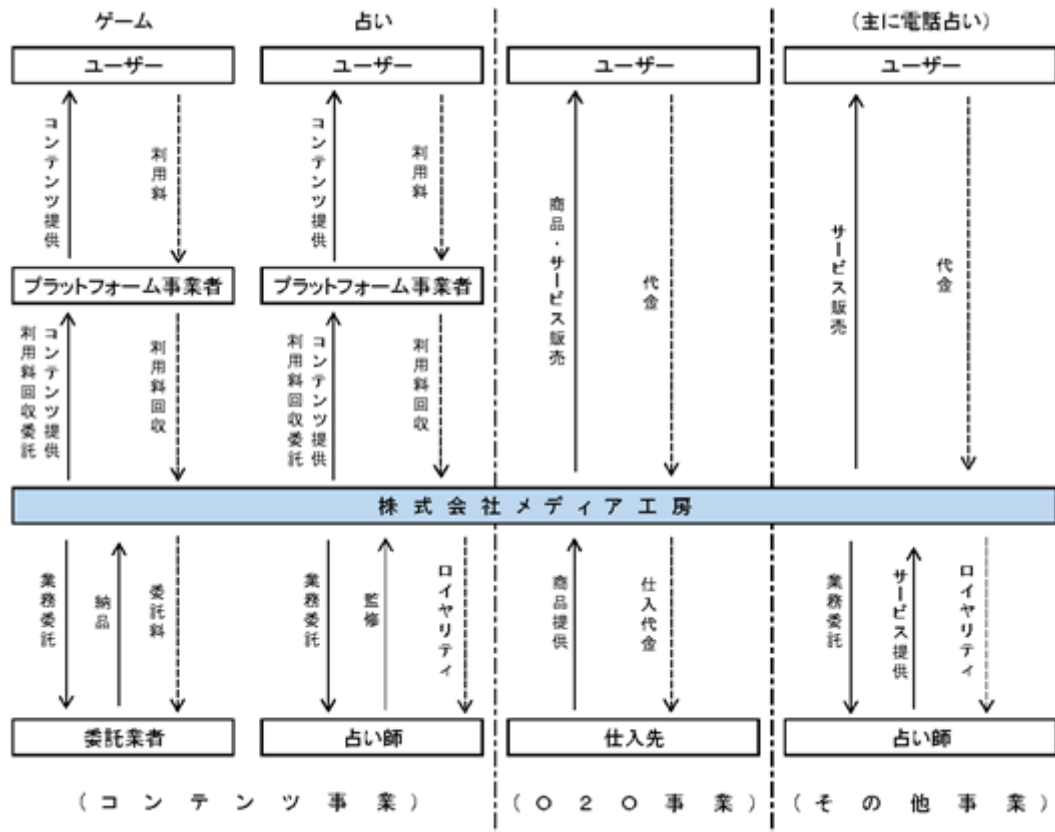 ゲーム
占い
(主に電話占い)
ユーザー
ユーザー
ユーザー
ユーザー
コンテンツ提供
利用料
コンテンツ提供
利用料
商品・サービス販売
代金
サービス販売
代金
プラットフォーム事業者
プラットフォーム事業者
コンテンツ提供
利用料回収委託
利用料回収
コンテンツ提供
利用料回収委託
利用料回収
株式会社メディア工房
業務委託
納品
委託料
業務委託
監修
ロイヤリティ
商品提供
仕入代金
業務委託
サービス提供
ロイヤリティ
委託業者
占い師
仕入先
占い師
(コンテンツ事業)
(O2O事業)
(その他事業)